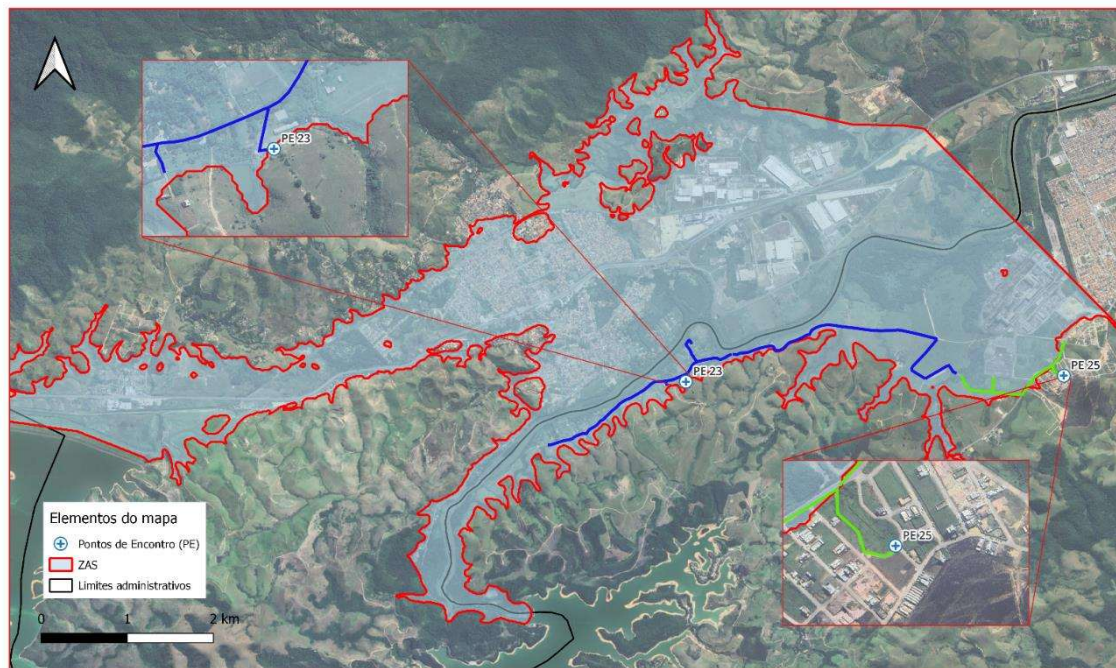 PE 23
PE 23
PE 25
PE 25
Elementos do mapa
Pontos de Encontro (PE)
ZAS
Limites administrativos
0 1 2 km